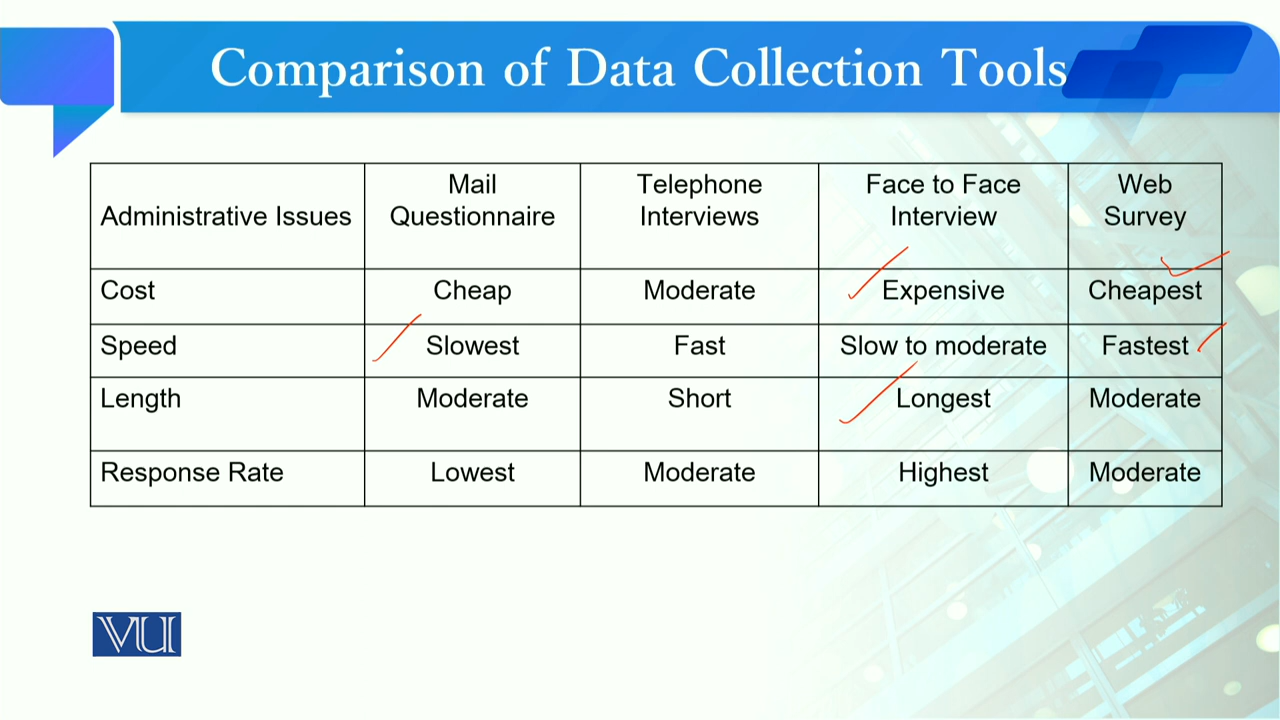 Comparison of Data Collection Tools
Administrative Issues
Mail
Questionnaire
Telephone
Interviews
Face to Face
Interview
Web
Survey
Cost Cheap Moderate Expensive Cheapest
Speed Slowest Fast Slow to moderate Fastest
Length Moderate Short Longest Moderate
Response Rate Lowest Moderate Highest Moderate
VU